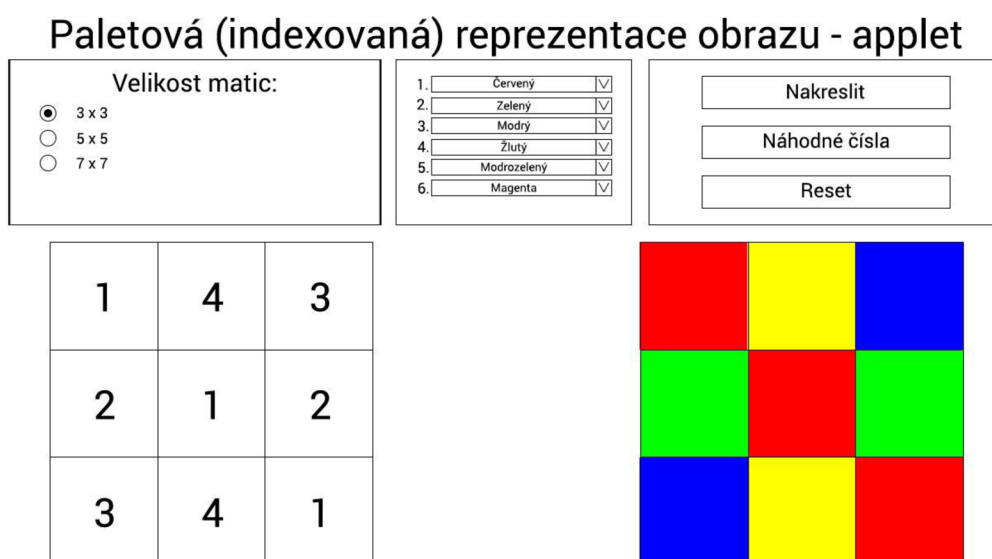 Paletová (indexovaná) reprezentace obrazu - applet
Velikost matic:
3 x 3
5 x 5
7 x 7
1. Červený
2. Zelený
3. Modrý
4. Žlutý
5. Modrozelený
6. Magenta
Nakreslit
Náhodné čísla
Reset
1 4 3
2 1 2
3 4 1